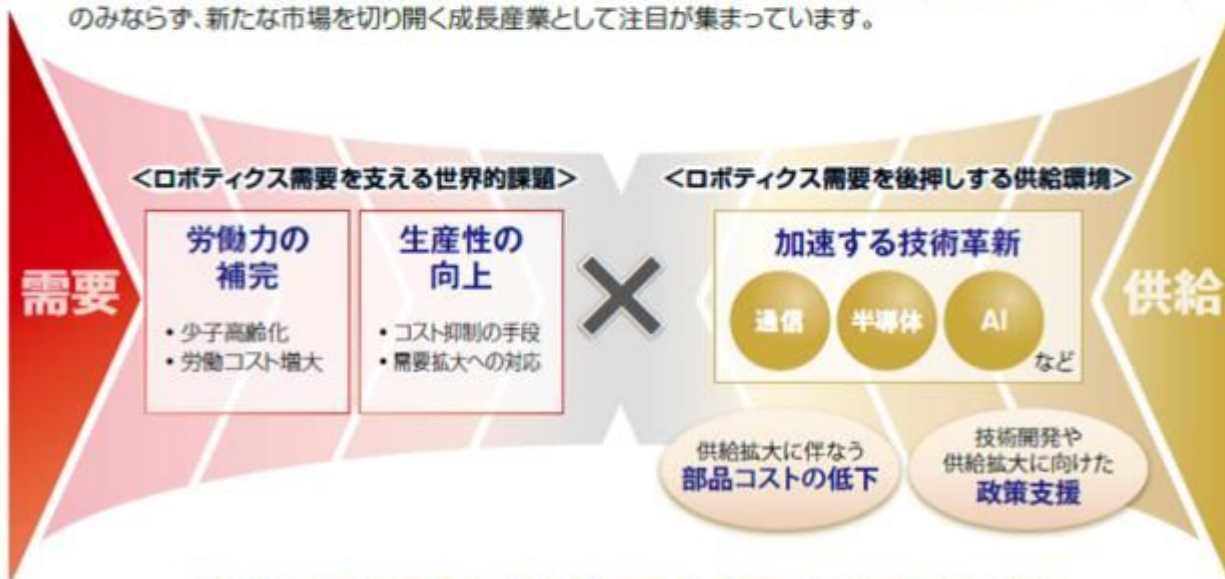 のみならず、新たな市場を切り開く成長産業として注目が集まっています。
<ロボティクス需要を支える世界的課題>
<ロボティクス需要を後押しする供給環境>
需要
労働力の
補完
• 少子高齢化
• 労働コスト増大
生産性の
向上
• コスト抑制の手段
• 需要拡大への対応
×
加速する技術革新
通信
半導体
AI
など
供給
供給拡大に伴なう
部品コストの低下
技術開発や
供給拡大に向けた
政策支援